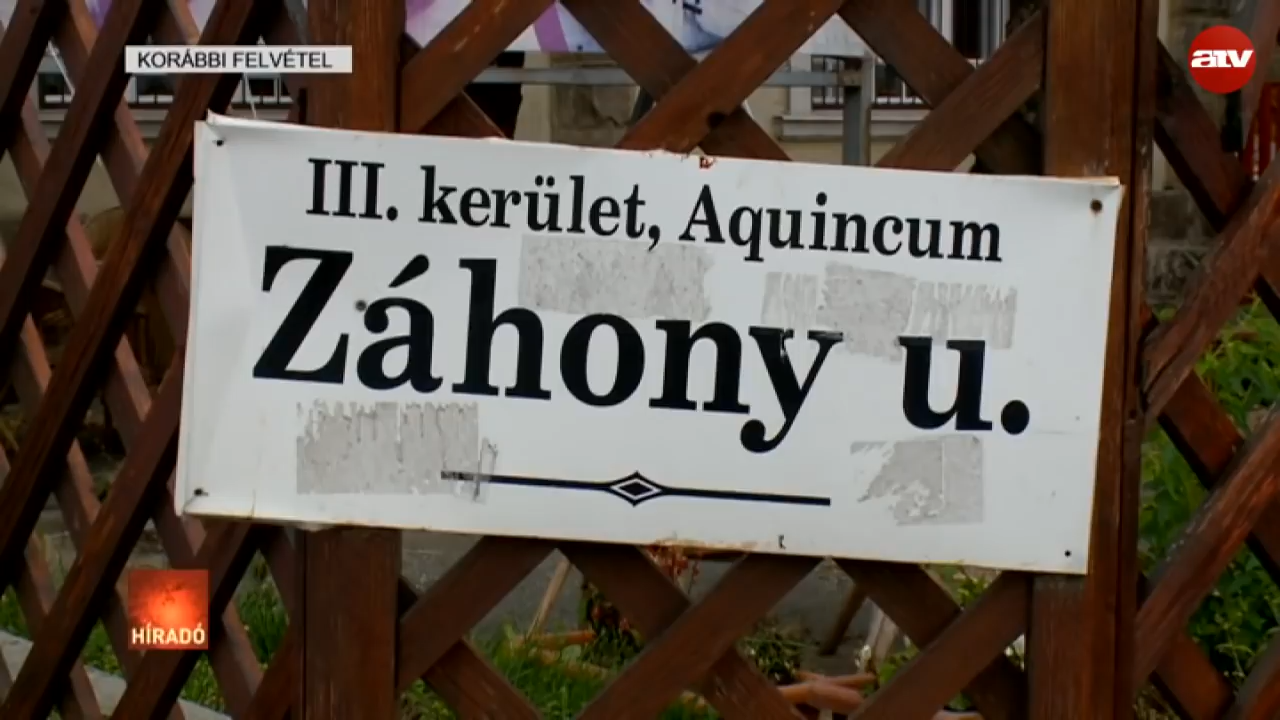 KORÁBBI FELVÉTEL
atv
III. kerület, Aquincum
Záhony u.
HÍRADÓ